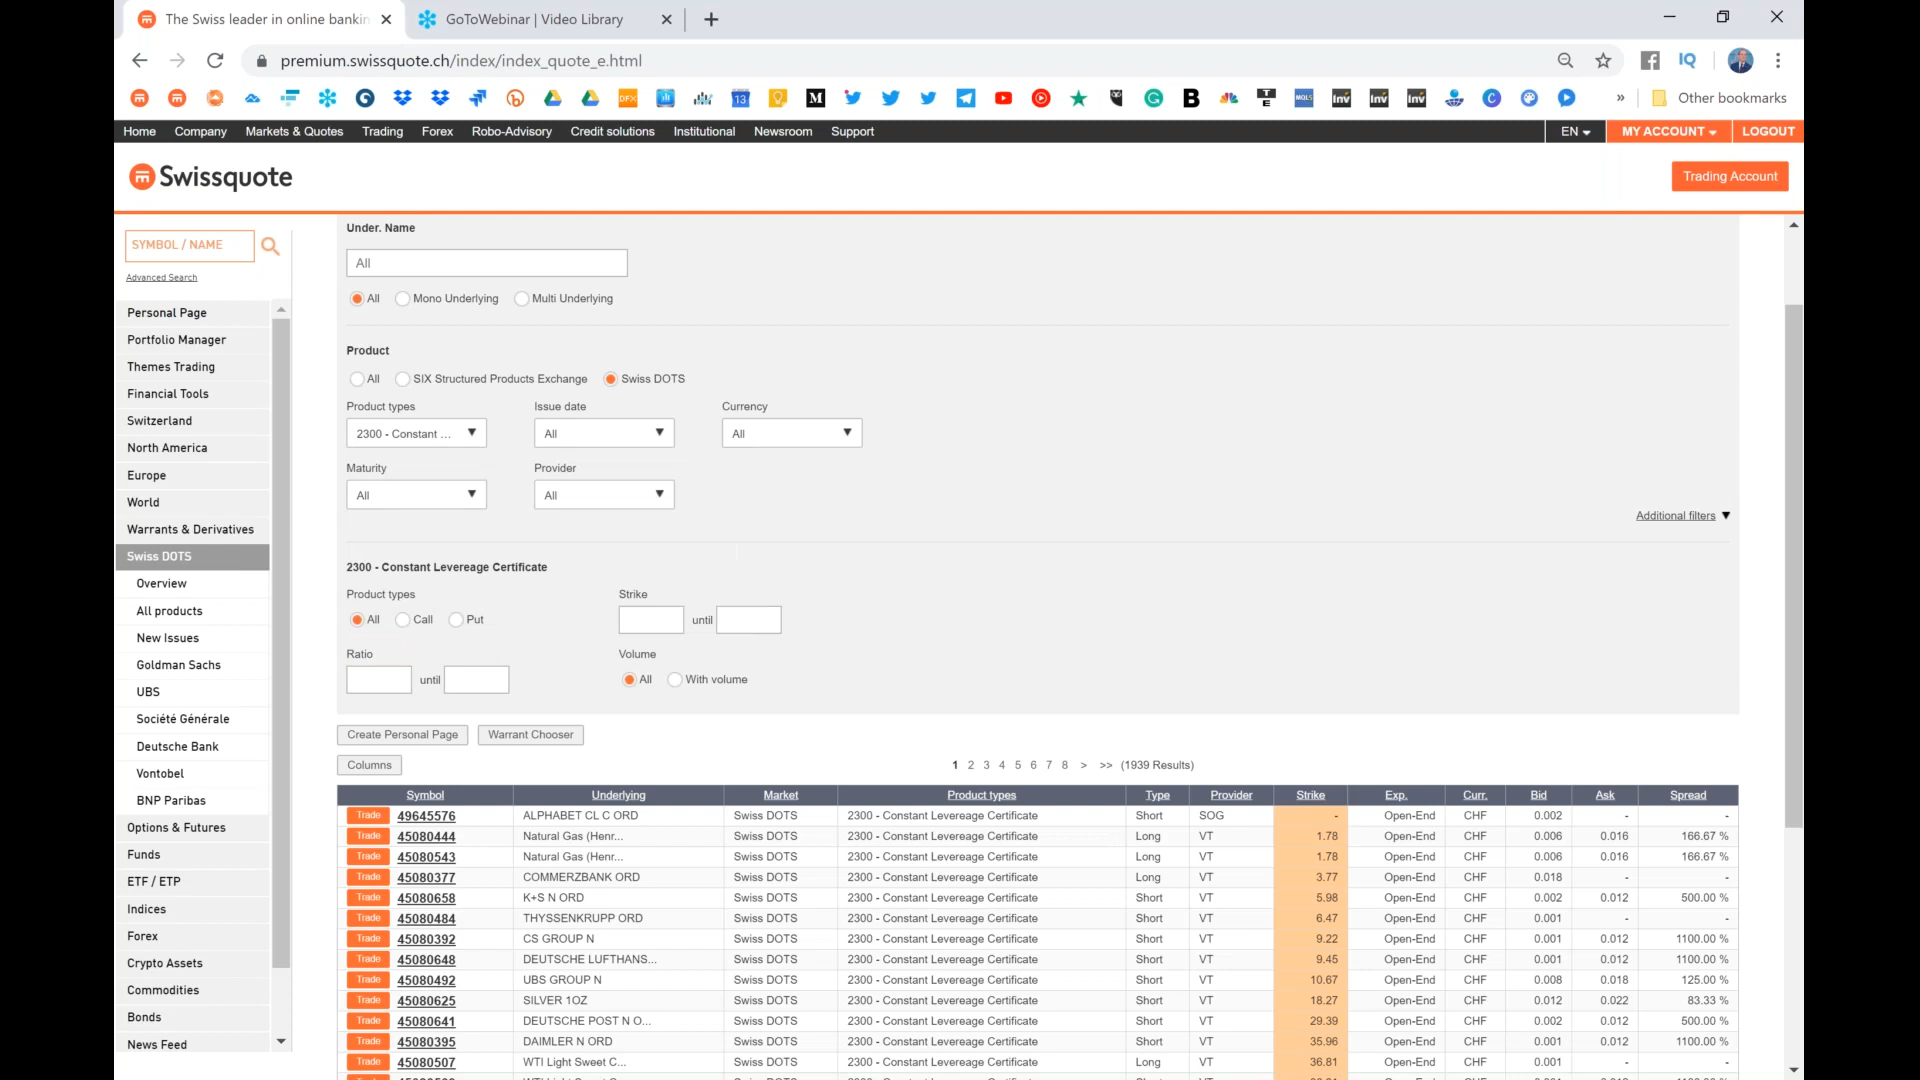 The Swiss leader in online bankin
GoToWebinar | Video Library
premium.swissquote.ch/index/index_quote_e.html
IQ
DFX 13 M T E MQL5 Inv Inv Inv B C
» Other bookmarks
Home Company Markets & Quotes Trading Forex Robo-Advisory Credit solutions Institutional Newsroom Support EN MY ACCOUNT LOGOUT
Swissquote
Trading Account
SYMBOL / NAME
Advanced Search
Personal Page
Portfolio Manager
Themes Trading
Financial Tools
Switzerland
North America
Europe
World
Warrants & Derivatives
Swiss DOTS
Overview
All products
New Issues
Goldman Sachs
UBS
Société Générale
Deutsche Bank
Vontobel
BNP Paribas
Options & Futures
Funds
ETF / ETP
Indices
Forex
Crypto Assets
Commodities
Bonds
News Feed
Under. Name
All
All Mono Underlying Multi Underlying
Product
All SIX Structured Products Exchange Swiss DOTS
Product types Issue date Currency
2300 - Constant ... All All
Maturity Provider
All All
Additional filters
2300 - Constant Levereage Certificate
Product types Strike
All Call Put until
Ratio Volume
until All With volume
Create Personal Page Warrant Chooser
Columns 1 2 3 4 5 6 7 8 > >> (1939 Results)
Symbol Underlying Market Product types Type Provider Strike Exp. Curr. Bid Ask Spread
Trade 49645576 ALPHABET CL C ORD Swiss DOTS 2300 - Constant Levereage Certificate Short SOG - Open-End CHF 0.002 - -
Trade 45080444 Natural Gas (Henr... Swiss DOTS 2300 - Constant Levereage Certificate Long VT 1.78 Open-End CHF 0.006 0.016 166.67 %
Trade 45080543 Natural Gas (Henr... Swiss DOTS 2300 - Constant Levereage Certificate Long VT 1.78 Open-End CHF 0.006 0.016 166.67 %
Trade 45080377 COMMERZBANK ORD Swiss DOTS 2300 - Constant Levereage Certificate Long VT 3.77 Open-End CHF 0.018 - -
Trade 45080658 K+S N ORD Swiss DOTS 2300 - Constant Levereage Certificate Short VT 5.98 Open-End CHF 0.002 0.012 500.00 %
Trade 45080484 THYSSENKRUPP ORD Swiss DOTS 2300 - Constant Levereage Certificate Short VT 6.47 Open-End CHF 0.001 - -
Trade 45080392 CS GROUP N Swiss DOTS 2300 - Constant Levereage Certificate Short VT 9.22 Open-End CHF 0.001 0.012 1100.00 %
Trade 45080648 DEUTSCHE LUFTHANS... Swiss DOTS 2300 - Constant Levereage Certificate Short VT 9.45 Open-End CHF 0.001 0.012 1100.00 %
Trade 45080492 UBS GROUP N Swiss DOTS 2300 - Constant Levereage Certificate Short VT 10.67 Open-End CHF 0.008 0.018 125.00 %
Trade 45080625 SILVER 1OZ Swiss DOTS 2300 - Constant Levereage Certificate Short VT 18.27 Open-End CHF 0.012 0.022 83.33 %
Trade 45080641 DEUTSCHE POST N O... Swiss DOTS 2300 - Constant Levereage Certificate Short VT 29.39 Open-End CHF 0.002 0.012 500.00 %
Trade 45080395 DAIMLER N ORD Swiss DOTS 2300 - Constant Levereage Certificate Short VT 35.96 Open-End CHF 0.001 0.012 1100.00 %
Trade 45080507 WTI Light Sweet C... Swiss DOTS 2300 - Constant Levereage Certificate Long VT 36.81 Open-End CHF 0.001 - -